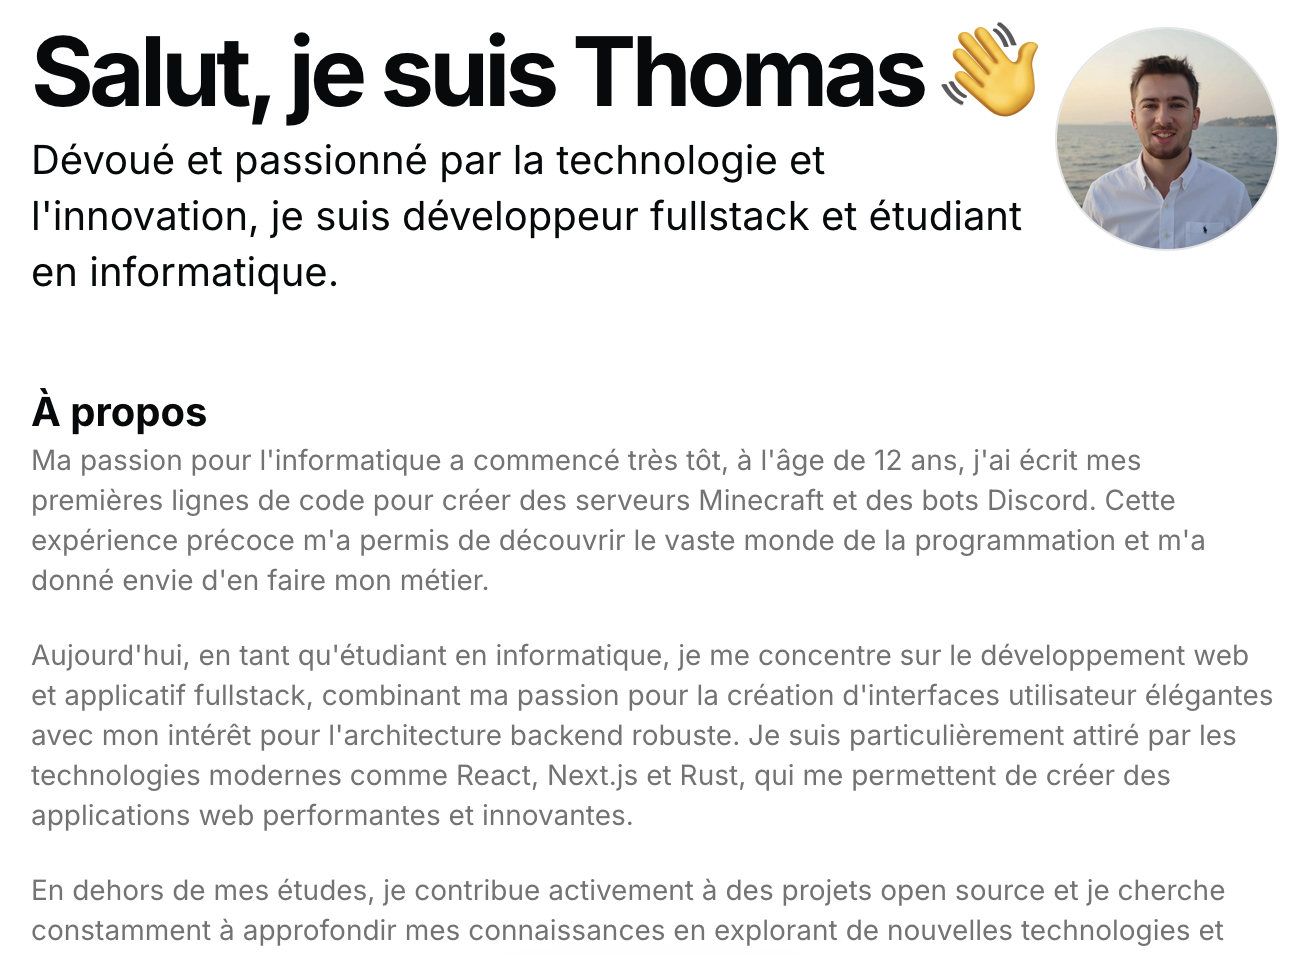 Salut, je suis Thomas 👋
Dévoué et passionné par la technologie et
l'innovation, je suis développeur fullstack et étudiant
en informatique.
À propos
Ma passion pour l'informatique a commencé très tôt, à l'âge de 12 ans, j'ai écrit mes
premières lignes de code pour créer des serveurs Minecraft et des bots Discord. Cette
expérience précoce m'a permis de découvrir le vaste monde de la programmation et m'a
donné envie d'en faire mon métier.
Aujourd'hui, en tant qu'étudiant en informatique, je me concentre sur le développement web
et applicatif fullstack, combinant ma passion pour la création d'interfaces utilisateur élégantes
avec mon intérêt pour l'architecture backend robuste. Je suis particulièrement attiré par les
technologies modernes comme React, Next.js et Rust, qui me permettent de créer des
applications web performantes et innovantes.
En dehors de mes études, je contribue activement à des projets open source et je cherche
constamment à approfondir mes connaissances en explorant de nouvelles technologies et